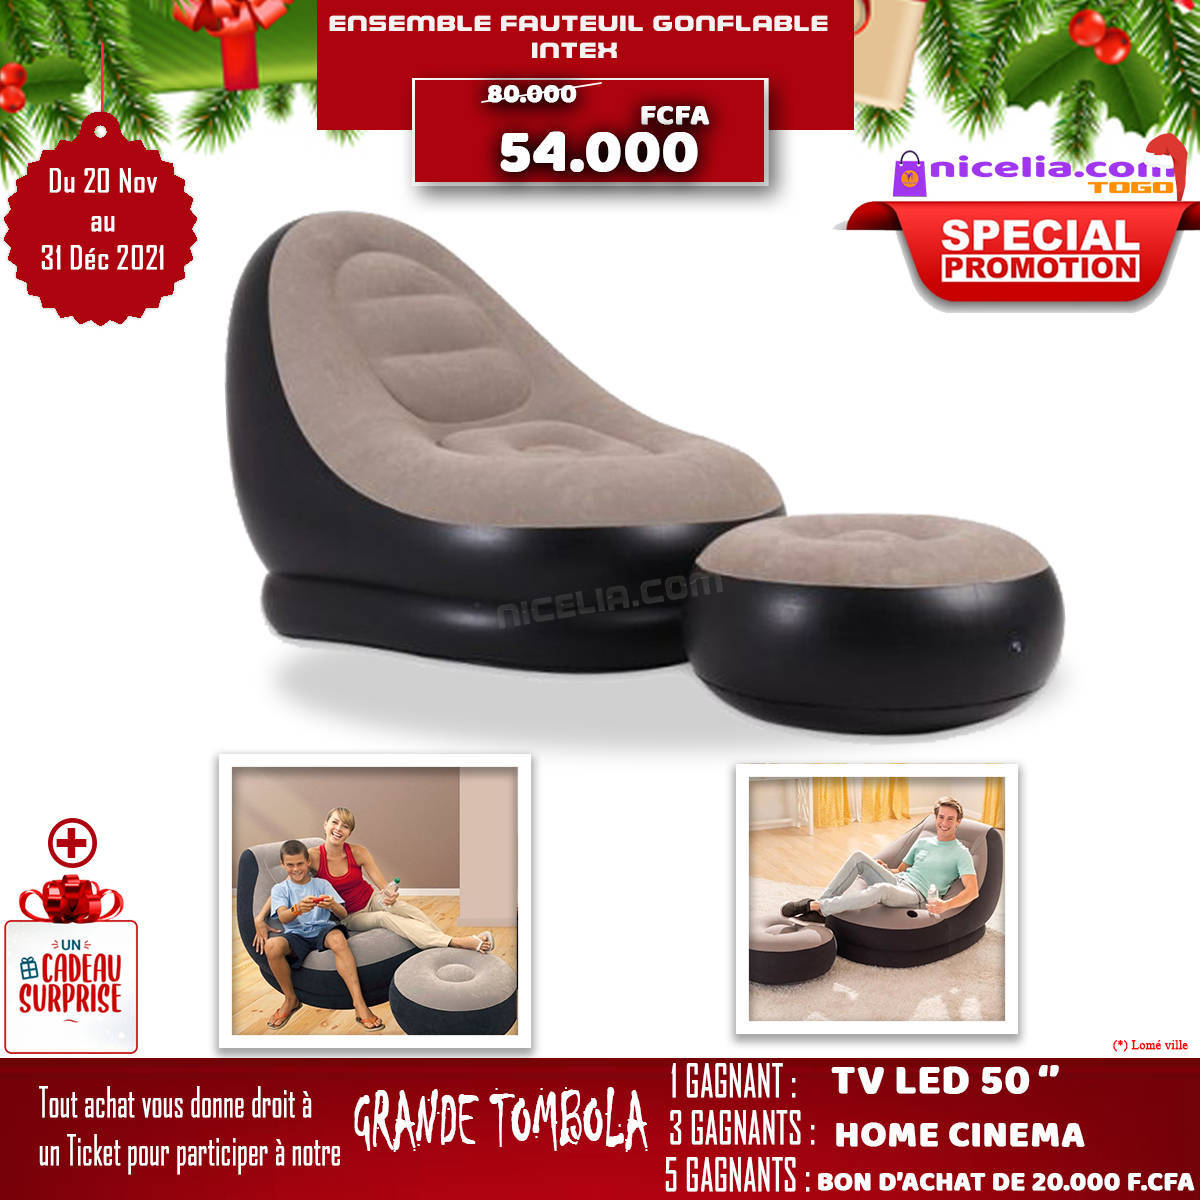 ENSEMBLE FAUTEUIL GONFLABLE
INTEX
80.000
FCFA
54.000
Du 20 Nov
au
31 Déc 2021
nicelia.com
TOGO
SPECIAL
PROMOTION
NICELIA.COM
UN
CADEAU
SURPRISE
(*) Lomé ville
Tout achat vous donne droit à
un Ticket pour participer à notre
GRANDE TOMBOLA
1 GAGNANT : TV LED 50 "
3 GAGNANTS : HOME CINEMA
5 GAGNANTS : BON D'ACHAT DE 20.000 F.CFA